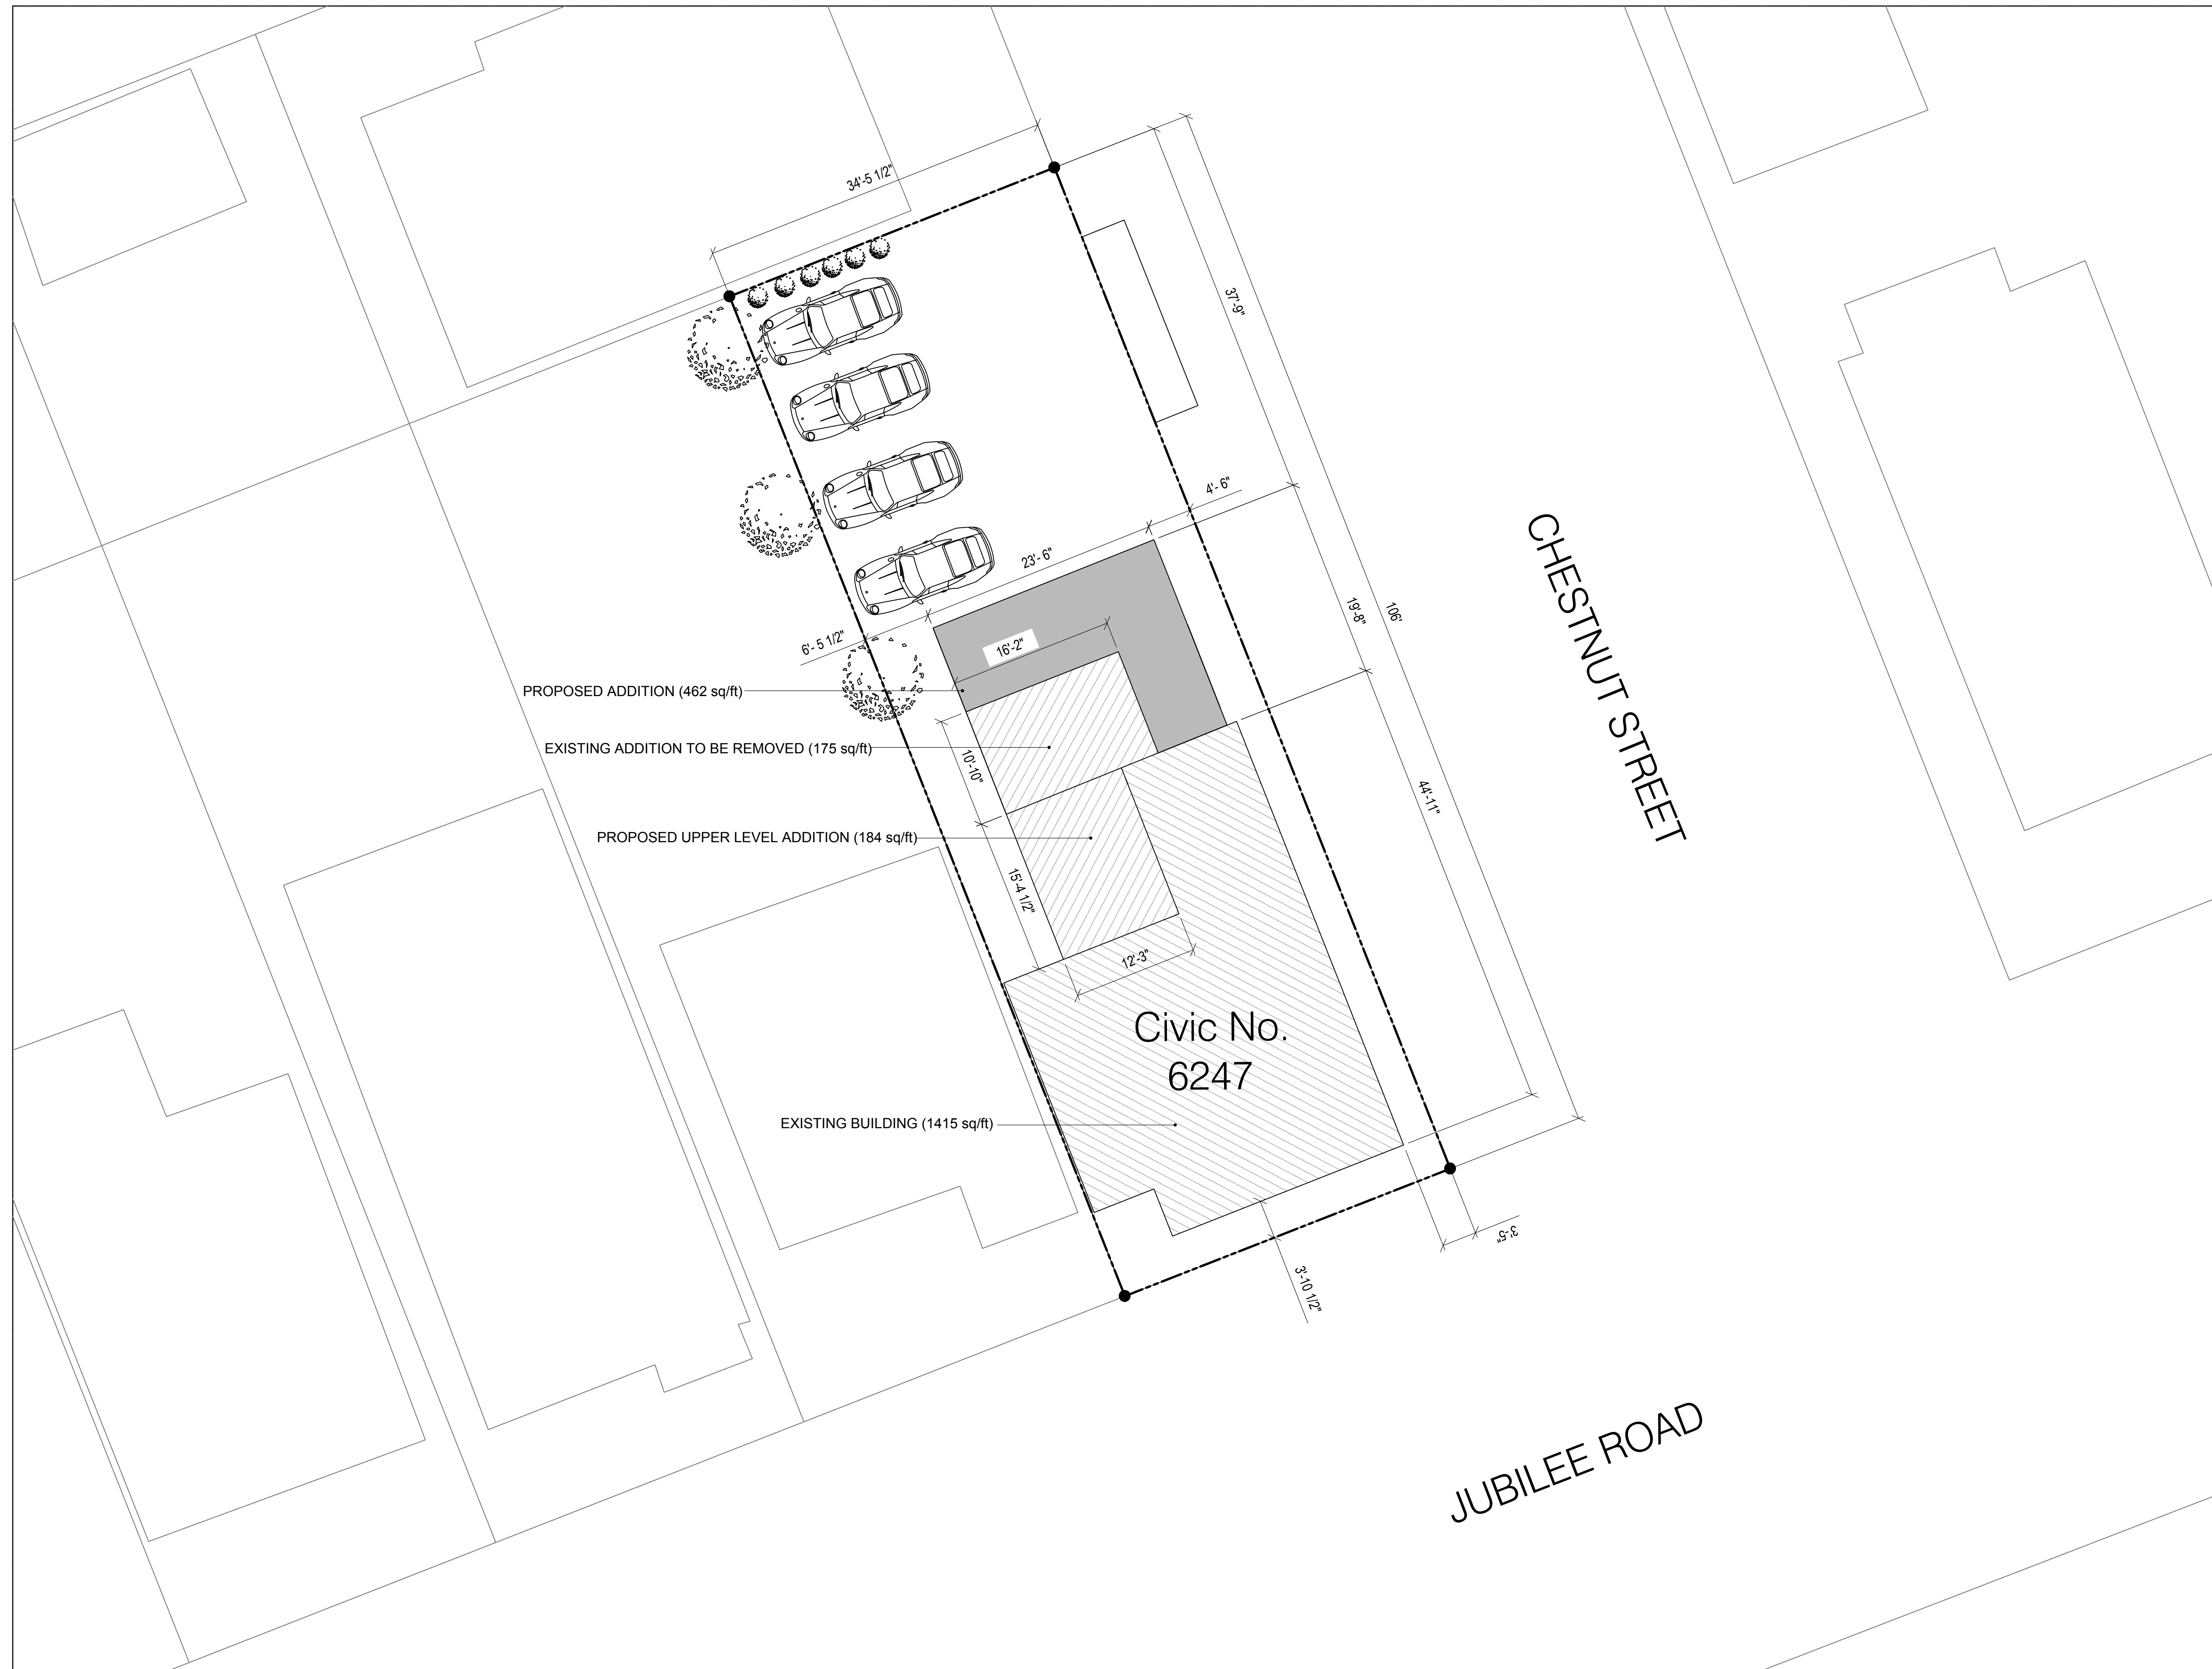 34'-5 1/2"
37'-9"
4'- 6"
23'- 6"
19'-8"
106'
6'- 5 1/2"
16'-2"
PROPOSED ADDITION (462 sq/ft)
EXISTING ADDITION TO BE REMOVED (175 sq/ft)
10'-10"
44'-11"
PROPOSED UPPER LEVEL ADDITION (184 sq/ft)
15'-4 1/2"
12'-3"
CHESTNUT STREET
Civic No.
6247
EXISTING BUILDING (1415 sq/ft)
3'-5"
3'-10 1/2"
JUBILEE ROAD